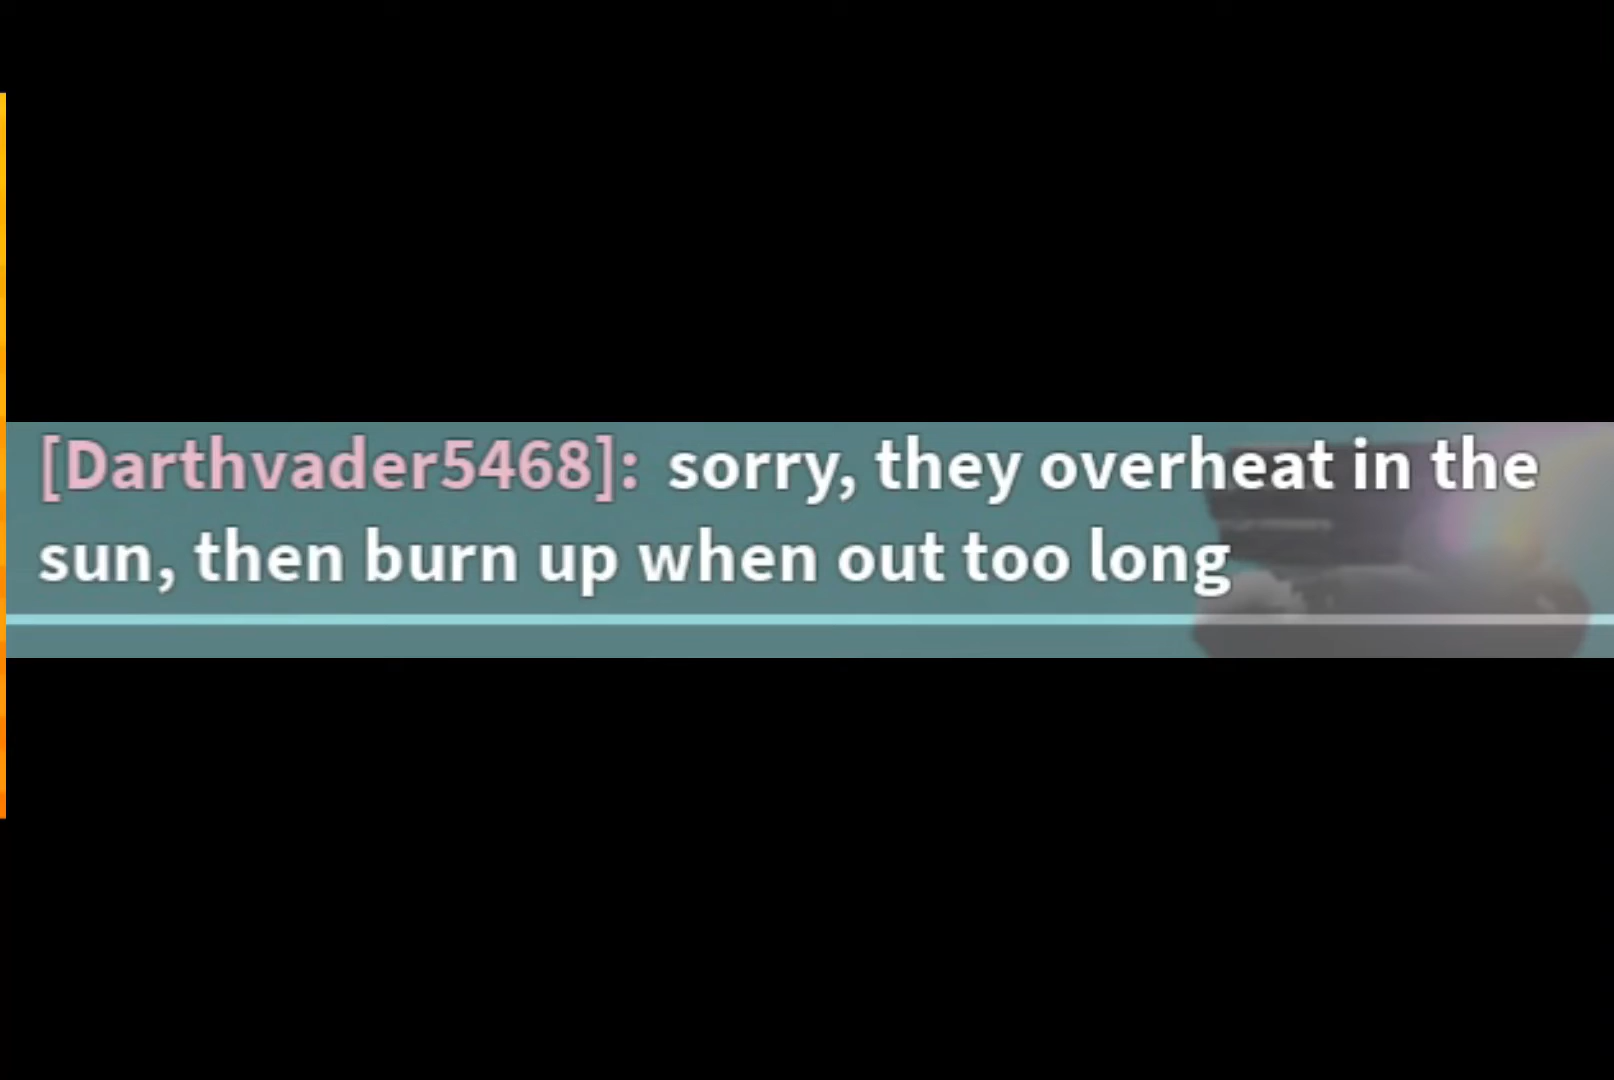 [Darthvader5468]: sorry, they overheat in the
sun, then burn up when out too long